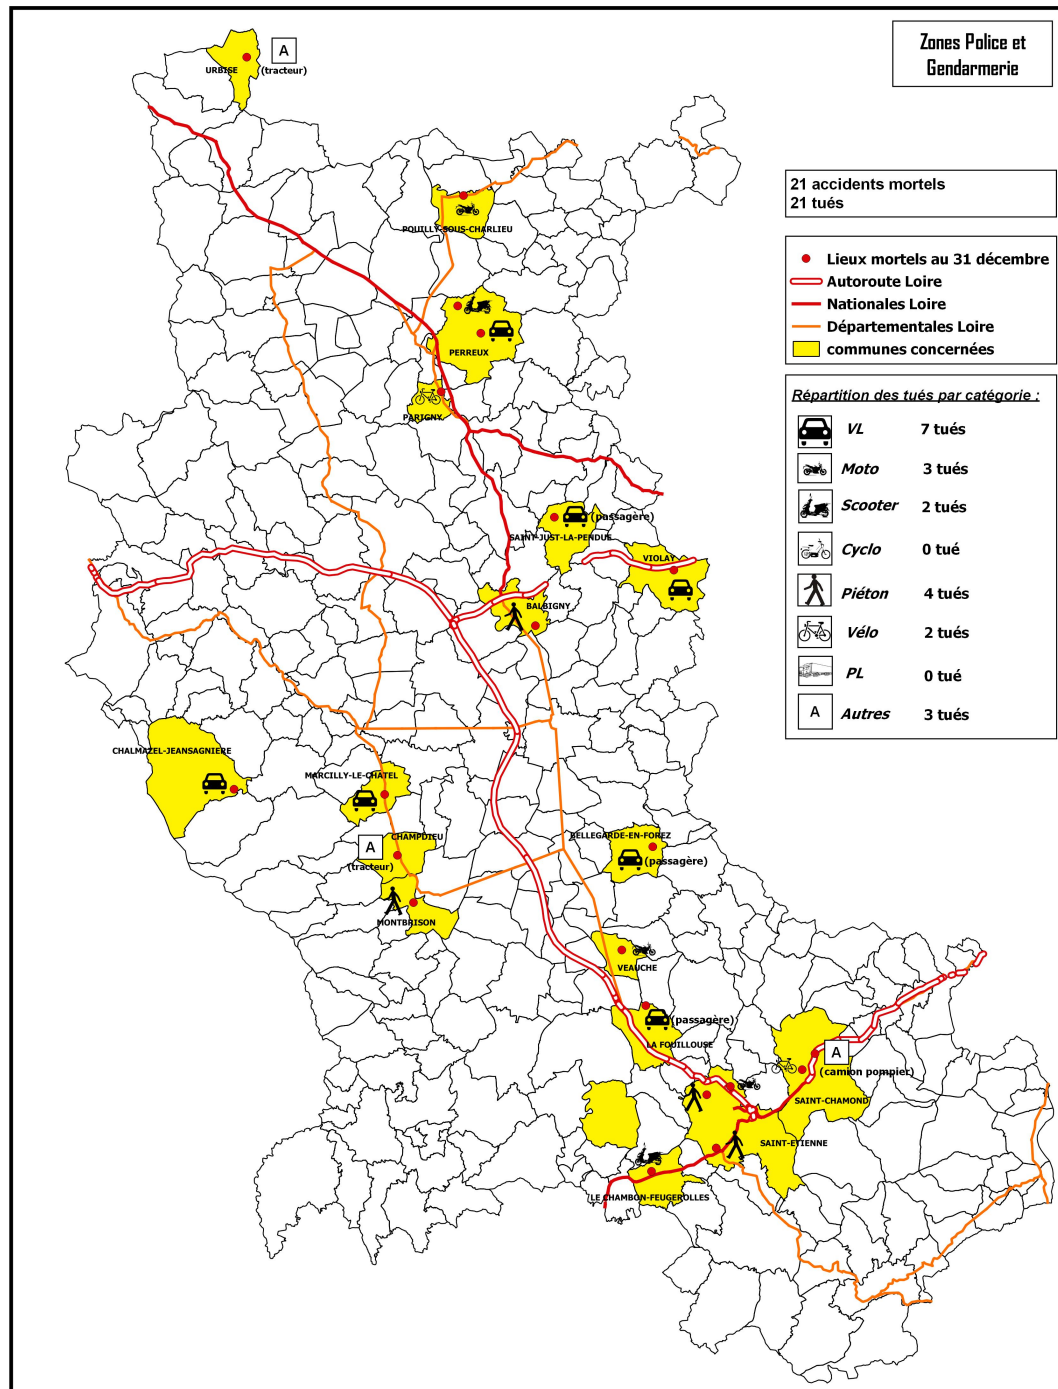 Zones Police et
Gendarmerie
A
URBISE
(tracteur)
21 accidents mortels
21 tués
POUILLY-SOUS-CHARLIEU
Lieux mortels au 31 décembre
Autoroute Loire
Nationales Loire
Départementales Loire
communes concernées
PERREUX
PARIGNY
Répartition des tués par catégorie :
VL 7 tués
Moto 3 tués
Scooter 2 tués
Cyclo 0 tué
Piéton 4 tués
Vélo 2 tués
PL 0 tué
A Autres 3 tués
(passagère)
SAINT-JUST-LA-PENDUE
VIOLAY
BALBIGNY
CHALMAZEL-JEANSAGNIERE
MARCILLY-LE-CHATEL
CHAMPDIEU
A
(tracteur)
BELLEGARDE-EN-FOREZ
(passagère)
MONTBRISON
VEAUCHE
(passagère)
LA FOUILLOUSE
A
(camion pompier)
SAINT-CHAMOND
SAINT-ETIENNE
LE CHAMBON-FEUGEROLLES